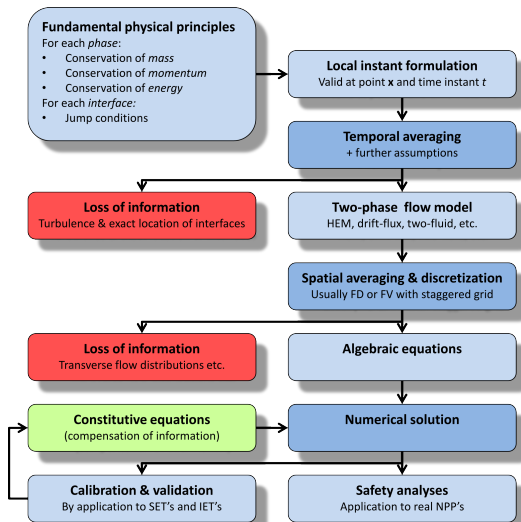 Fundamental physical principles
For each phase:
• Conservation of mass
• Conservation of momentum
• Conservation of energy
For each interface:
• Jump conditions
Local instant formulation
Valid at point x and time instant t
Temporal averaging
+ further assumptions
Loss of information
Turbulence & exact location of interfaces
Two-phase flow model
HEM, drift-flux, two-fluid, etc.
Spatial averaging & discretization
Usually FD or FV with staggered grid
Loss of information
Transverse flow distributions etc.
Algebraic equations
Constitutive equations
(compensation of information)
Numerical solution
Calibration & validation
By application to SET's and IET's
Safety analyses
Application to real NPP's